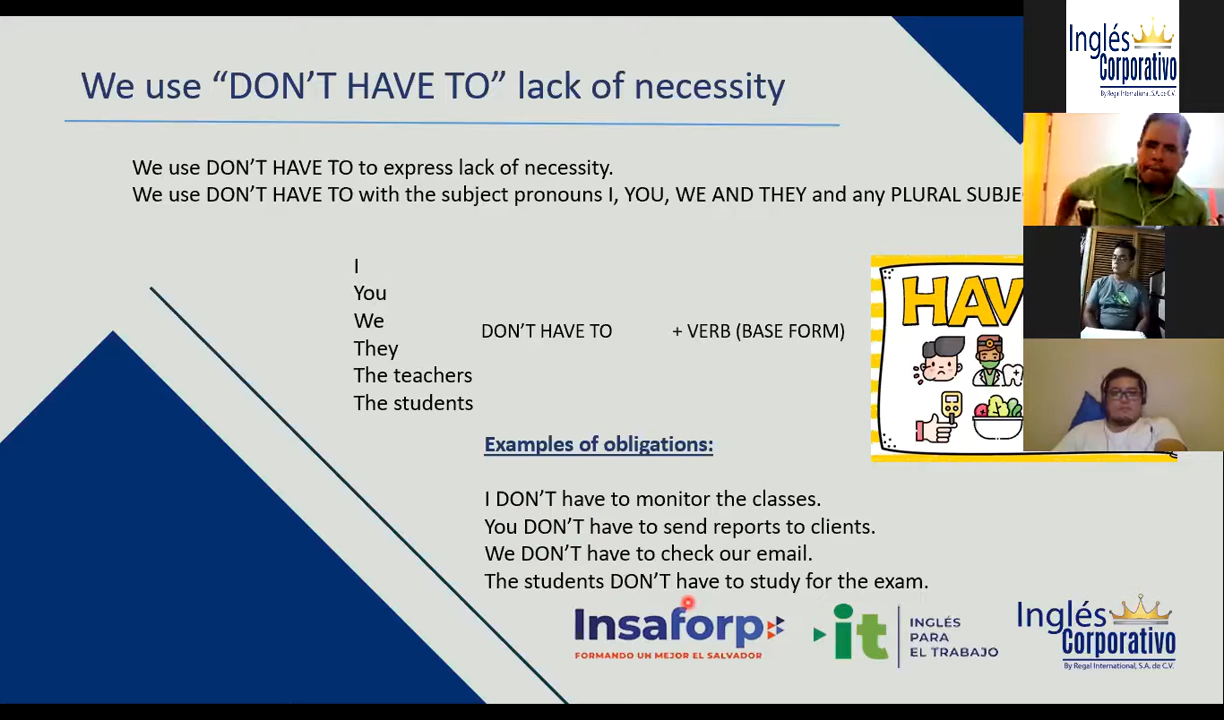 We use “DON’T HAVE TO” lack of necessity
We use DON’T HAVE TO to express lack of necessity.
We use DON’T HAVE TO with the subject pronouns I, YOU, WE AND THEY and any PLURAL SUBJE
I
You
We
They
The teachers
The students
DON’T HAVE TO + VERB (BASE FORM)
HAV
Examples of obligations:
I DON’T have to monitor the classes.
You DON’T have to send reports to clients.
We DON’T have to check our email.
The students DON’T have to study for the exam.
Insaforp
FORMANDO UN MEJOR EL SALVADOR
it
INGLÉS
PARA
EL TRABAJO
Inglés
Corporativo
By Regal International, S.A. de C.V.
Inglés
Corporativo
By Regal International, S.A. de C.V.